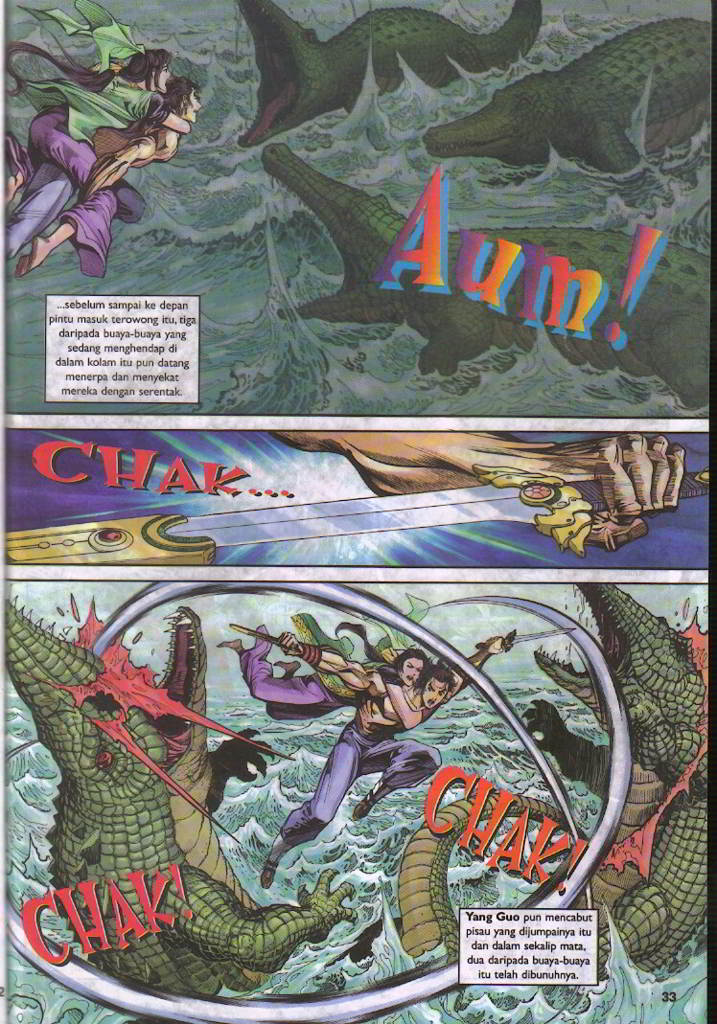 Aum!
...sebelum sampai ke depan
pintu masuk terowong itu, tiga
daripada buaya-buaya yang
sedang menghendap di
dalam kolam itu pun datang
menerpa dan menyekat
mereka dengan serentak.
CHAK...
CHAK!
CHAK!
Yang Guo pun mencabut
pisau yang dijumpainya itu
dan dalam sekalip mata,
dua daripada buaya-buaya
itu telah dibunuhnya.
2
33